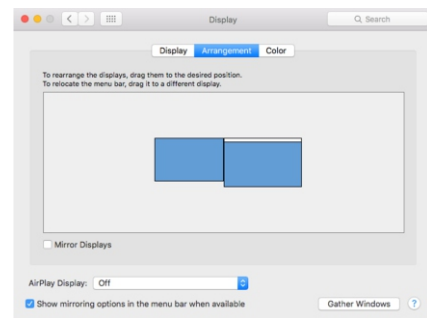 Display
Search
Display Arrangement Color
To rearrange the displays, drag them to the desired position.
To relocate the menu bar, drag it to a different display.
Mirror Displays
AirPlay Display: Off
Show mirroring options in the menu bar when available
Gather Windows ?